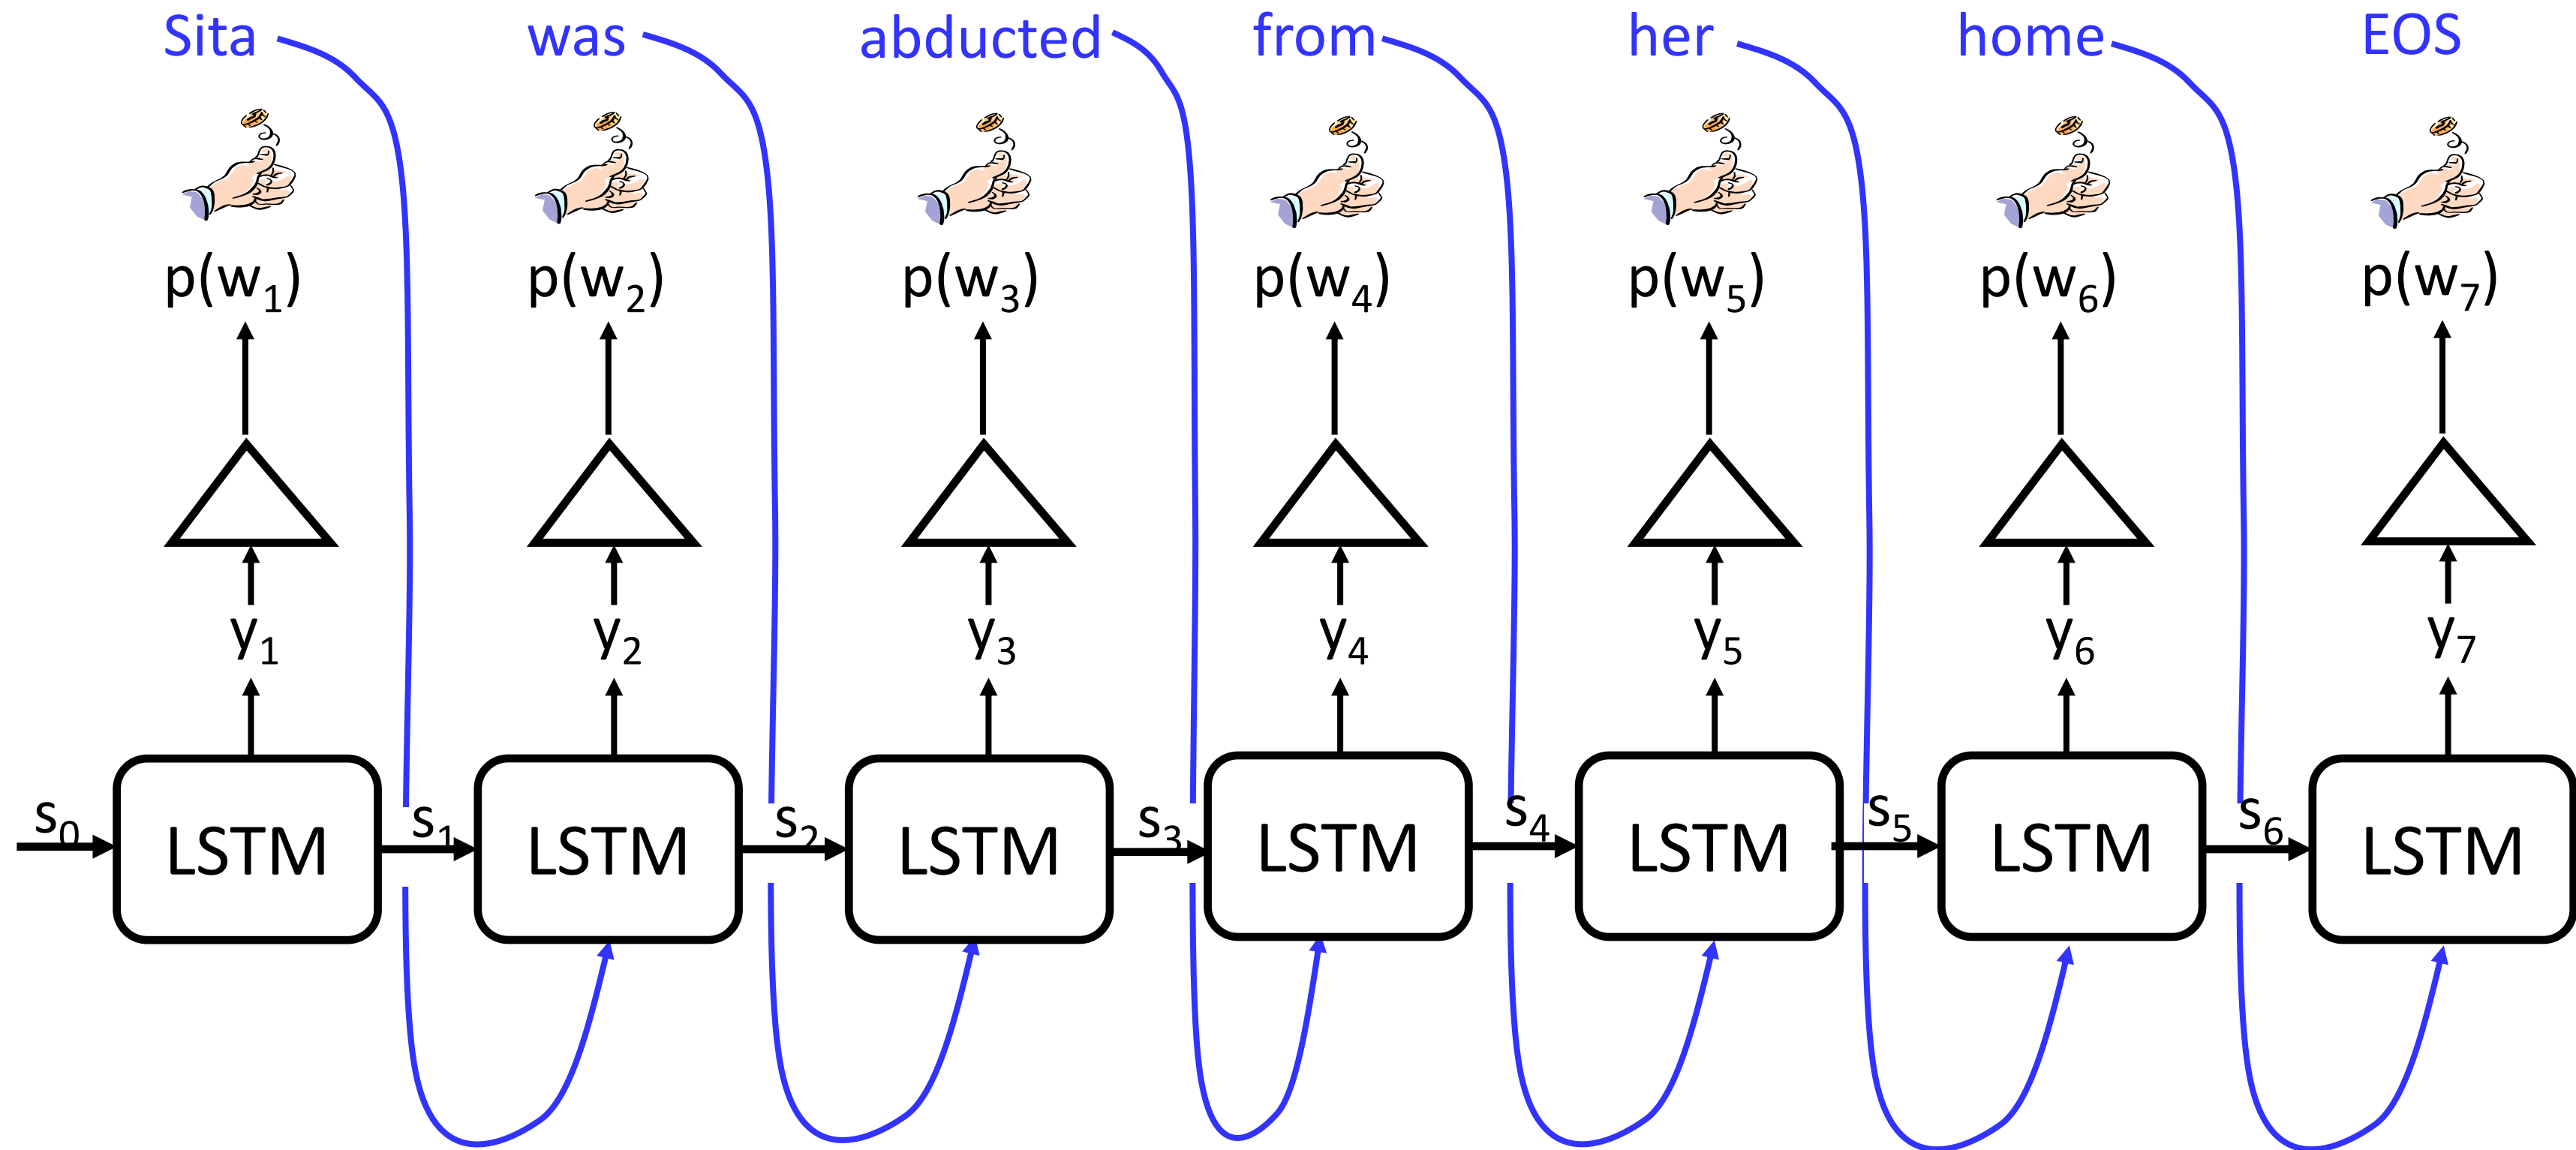 Sita was abducted from her home EOS
p(w₁) p(w₂) p(w₃) p(w₄) p(w₅) p(w₆) p(w₇)
y₁ y₂ y₃ y₄ y₅ y₆ y₇
s₀ s₁ s₂ s₃ s₄ s₅ s₆
LSTM LSTM LSTM LSTM LSTM LSTM LSTM